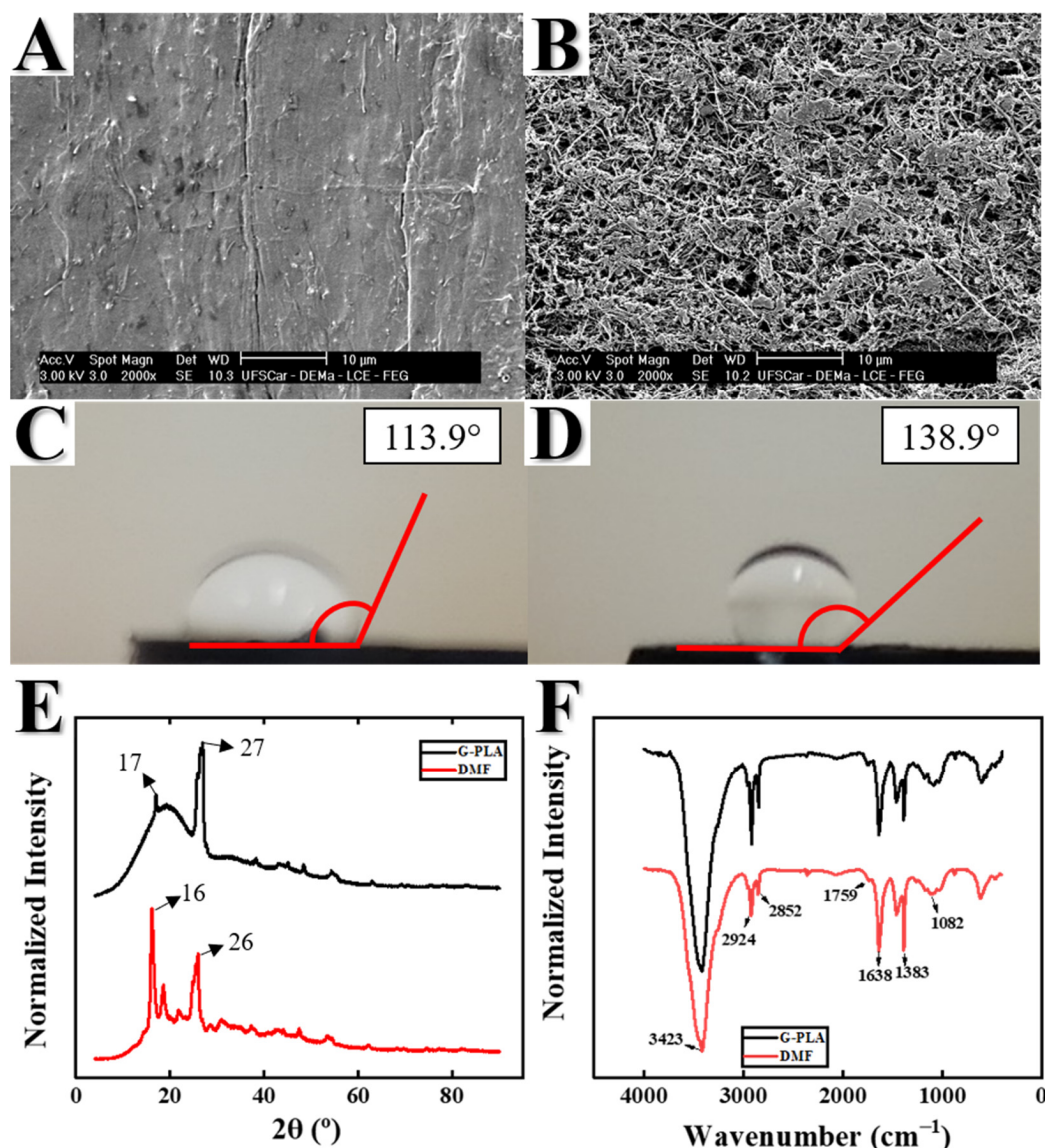 A
B
Acc.V Spot Magn Det WD 10 µm
3.00 kV 3.0 2000x SE 10.3 UFSCar - DEMa - LCE - FEG
Acc.V Spot Magn Det WD 10 µm
3.00 kV 3.0 2000x SE 10.2 UFSCar - DEMa - LCE - FEG
C
113.9°
D
138.9°
E
17
27
G-PLA
DMF
16
26
Normalized Intensity
0 20 40 60 80
2θ (º)
F
G-PLA
DMF
1759
2924
2852
1082
1638
1383
3423
Normalized Intensity
4000 3000 2000 1000 0
Wavenumber (cm⁻¹)